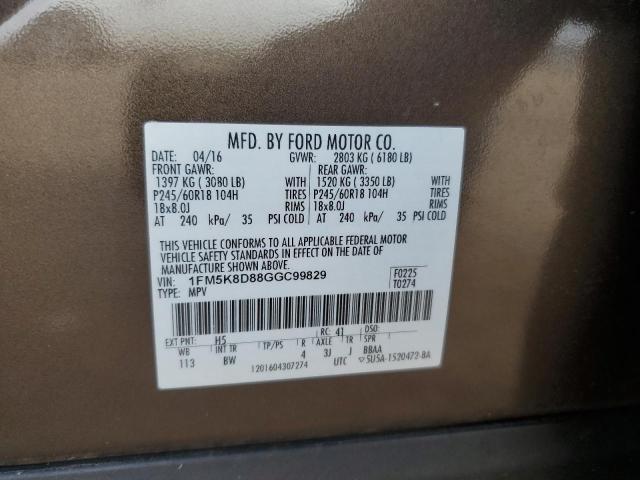 MFD. BY FORD MOTOR CO.
DATE: 04/16 GVWR: 2803 KG ( 6180 LB)
FRONT GAWR: REAR GAWR:
1397 KG ( 3080 LB) WITH 1520 KG ( 3350 LB) WITH
P245/60R18 104H TIRES P245/60R18 104H TIRES
18x8.0J RIMS 18x8.0J RIMS
AT 240 kPa/ 35 PSI COLD AT 240 kPa/ 35 PSI COLD
THIS VEHICLE CONFORMS TO ALL APPLICABLE FEDERAL MOTOR
VEHICLE SAFETY STANDARDS IN EFFECT ON THE DATE OF
MANUFACTURE SHOWN ABOVE.
VIN: 1FM5K8D88GGC99829 F0225
TYPE: MPV T0274
EXT PNT: H5 RC: 41 DSO:
WB INT TR TP/PS R AXLE TR SPR
113 BW 4 3J J BBAA
1201604307274 UTC 5U5A-1520472-BA